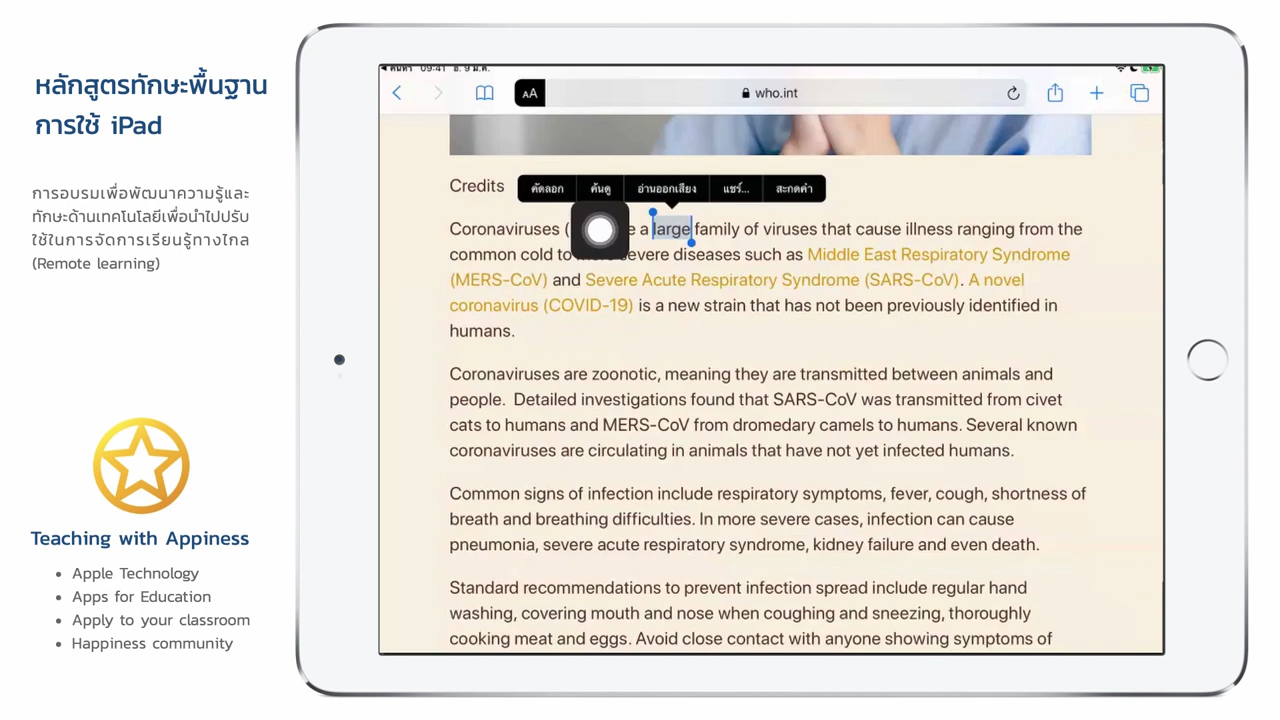 หลักสูตรทักษะพื้นฐาน
การใช้ iPad
การอบรมเพื่อพัฒนาความรู้และ
ทักษะด้านเทคโนโลยีเพื่อนำไปปรับ
ใช้ในการจัดการเรียนรู้ทางไกล
(Remote learning)
Teaching with Appiness
• Apple Technology
• Apps for Education
• Apply to your classroom
• Happiness community
ค้นหา 09:41 อ. 9 ม.ค.
AA who.int
Credits
คัดลอก ค้นดู อ่านออกเสียง แชร์... สะกดคำ
Coronaviruses ( a large family of viruses that cause illness ranging from the
common cold to severe diseases such as Middle East Respiratory Syndrome
(MERS-CoV) and Severe Acute Respiratory Syndrome (SARS-CoV). A novel
coronavirus (COVID-19) is a new strain that has not been previously identified in
humans.
Coronaviruses are zoonotic, meaning they are transmitted between animals and
people. Detailed investigations found that SARS-CoV was transmitted from civet
cats to humans and MERS-CoV from dromedary camels to humans. Several known
coronaviruses are circulating in animals that have not yet infected humans.
Common signs of infection include respiratory symptoms, fever, cough, shortness of
breath and breathing difficulties. In more severe cases, infection can cause
pneumonia, severe acute respiratory syndrome, kidney failure and even death.
Standard recommendations to prevent infection spread include regular hand
washing, covering mouth and nose when coughing and sneezing, thoroughly
cooking meat and eggs. Avoid close contact with anyone showing symptoms of